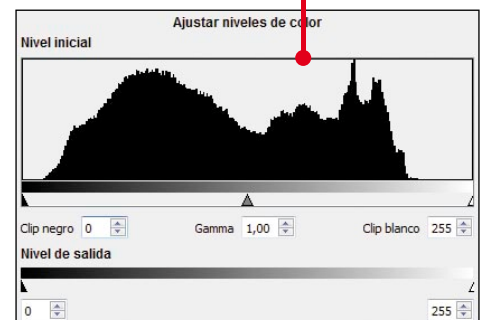 Ajustar niveles de color
Nivel inicial
Clip negro 0 Gamma 1,00 Clip blanco 255
Nivel de salida
0 255